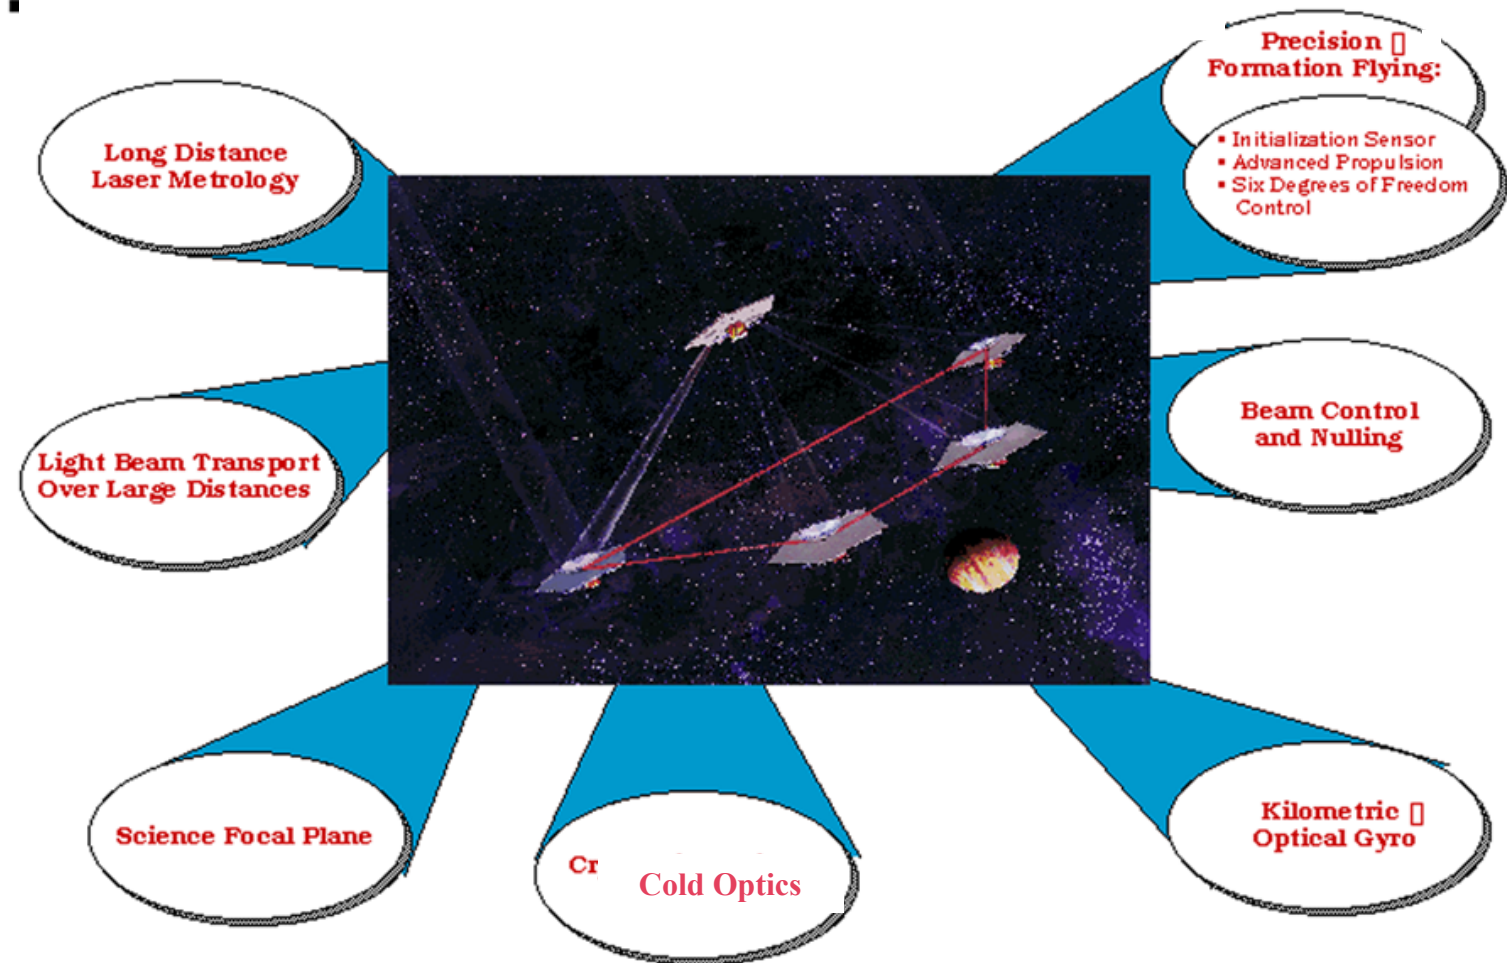 Precision
Formation Flying:
▪ Initialization Sensor
▪ Advanced Propulsion
▪ Six Degrees of Freedom
Control
Long Distance
Laser Metrology
Beam Control
and Nulling
Light Beam Transport
Over Large Distances
Science Focal Plane
Cr
Cold Optics
Kilometric
Optical Gyro